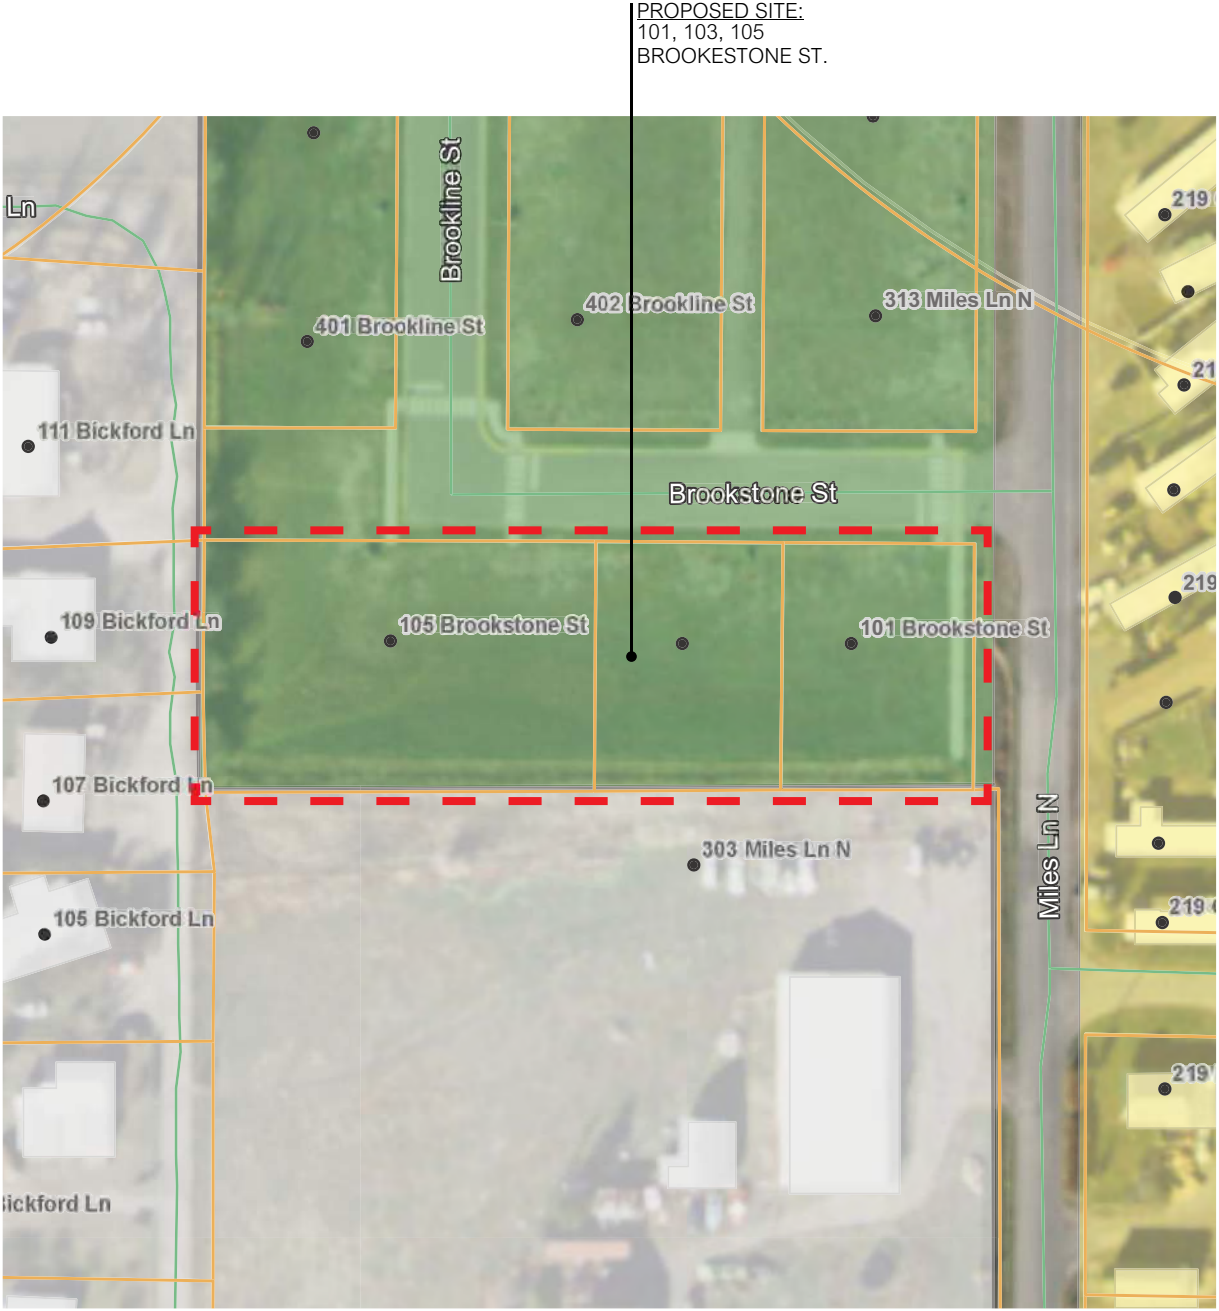 PROPOSED SITE:
101, 103, 105
BROOKESTONE ST.
Ln
Brookline St
219
402 Brookline St
313 Miles Ln N
401 Brookline St
21
111 Bickford Ln
Brookstone St
219
109 Bickford Ln
105 Brookstone St
101 Brookstone St
107 Bickford Ln
303 Miles Ln N
Miles Ln N
219
105 Bickford Ln
219
Bickford Ln